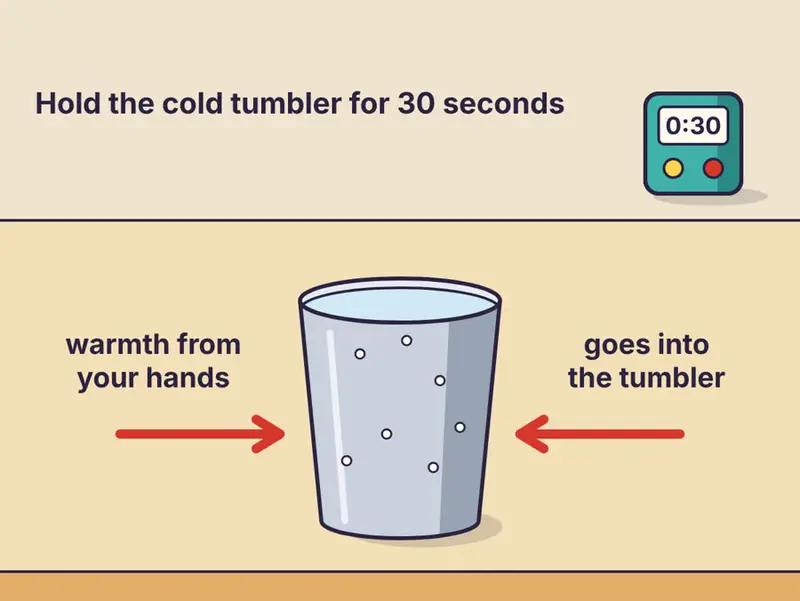 Hold the cold tumbler for 30 seconds
0:30
warmth from
your hands
goes into
the tumbler